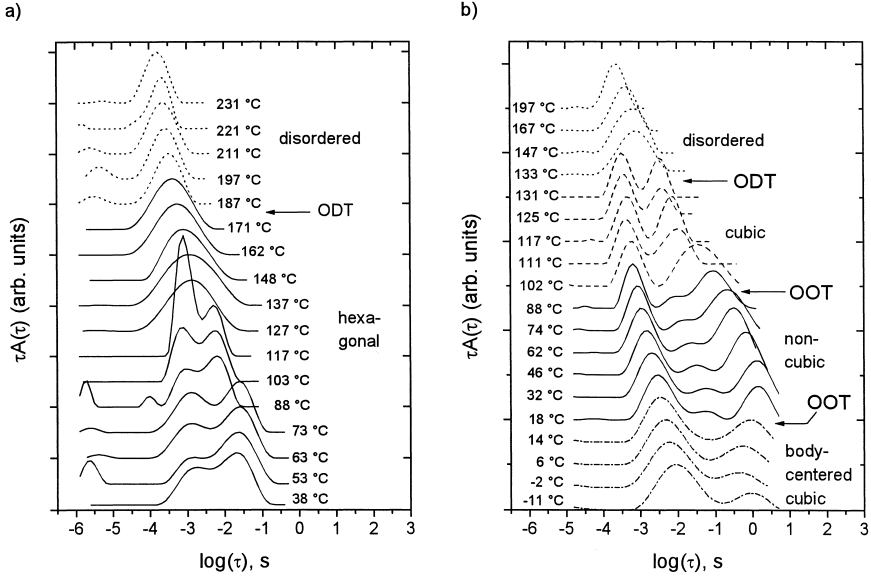 a)
τA(τ) (arb. units)
231 °C
221 °C
disordered
211 °C
197 °C
187 °C
ODT
171 °C
162 °C
148 °C
137 °C
hexa-
gonal
127 °C
117 °C
103 °C
88 °C
73 °C
63 °C
53 °C
38 °C
-6 -5 -4 -3 -2 -1 0 1 2 3
log(τ), s
b)
τA(τ) (arb. units)
197 °C
167 °C
disordered
147 °C
133 °C
ODT
131 °C
125 °C
cubic
117 °C
111 °C
102 °C
OOT
88 °C
74 °C
non-
cubic
62 °C
46 °C
32 °C
OOT
18 °C
14 °C
body-
centered
cubic
6 °C
-2 °C
-11 °C
-6 -5 -4 -3 -2 -1 0 1 2 3
log(τ), s